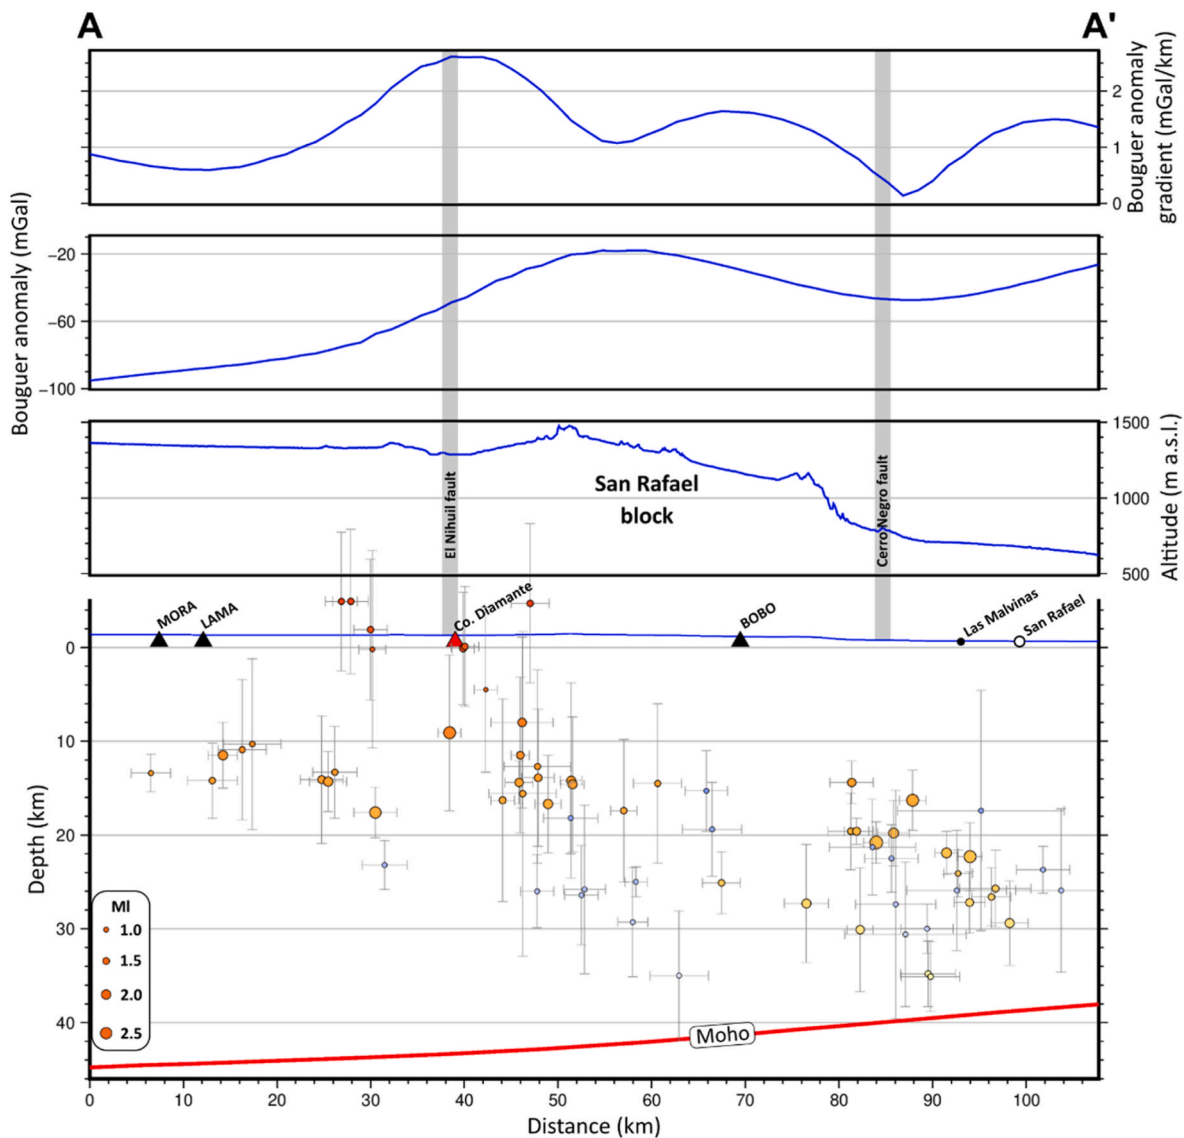 A
A'
2
1
0
Bouguer anomaly
gradient (mGal/km)
−20
−60
−100
Bouguer anomaly (mGal)
1500
1000
500
Altitude (m a.s.l.)
El Nihuil fault
San Rafael
block
Cerro Negro fault
MORA
LAMA
Co. Diamante
BOBO
Las Malvinas
San Rafael
0
10
20
30
40
Depth (km)
Ml
1.0
1.5
2.0
2.5
Moho
0
10
20
30
40
50
60
70
80
90
100
Distance (km)